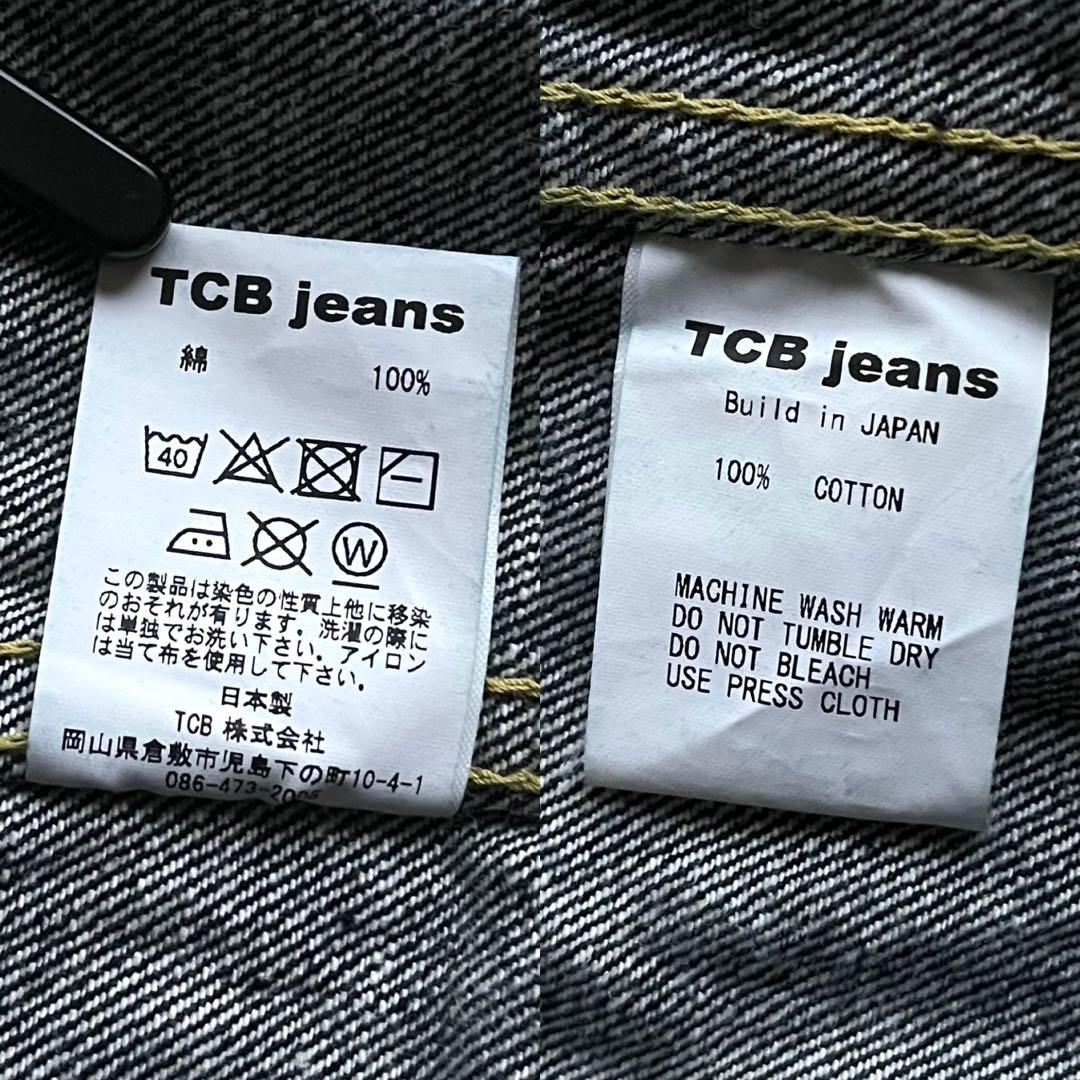 TCB jeans
綿 100%
40
W
この製品は染色の性質上他に移染
のおそれが有ります。洗濯の際に
は単独でお洗い下さい。アイロン
は当て布を使用して下さい。
日本製
TCB 株式会社
岡山県倉敷市児島下の町10-4-1
TCB jeans
Build in JAPAN
100% COTTON
MACHINE WASH WARM
DO NOT TUMBLE DRY
DO NOT BLEACH
USE PRESS CLOTH